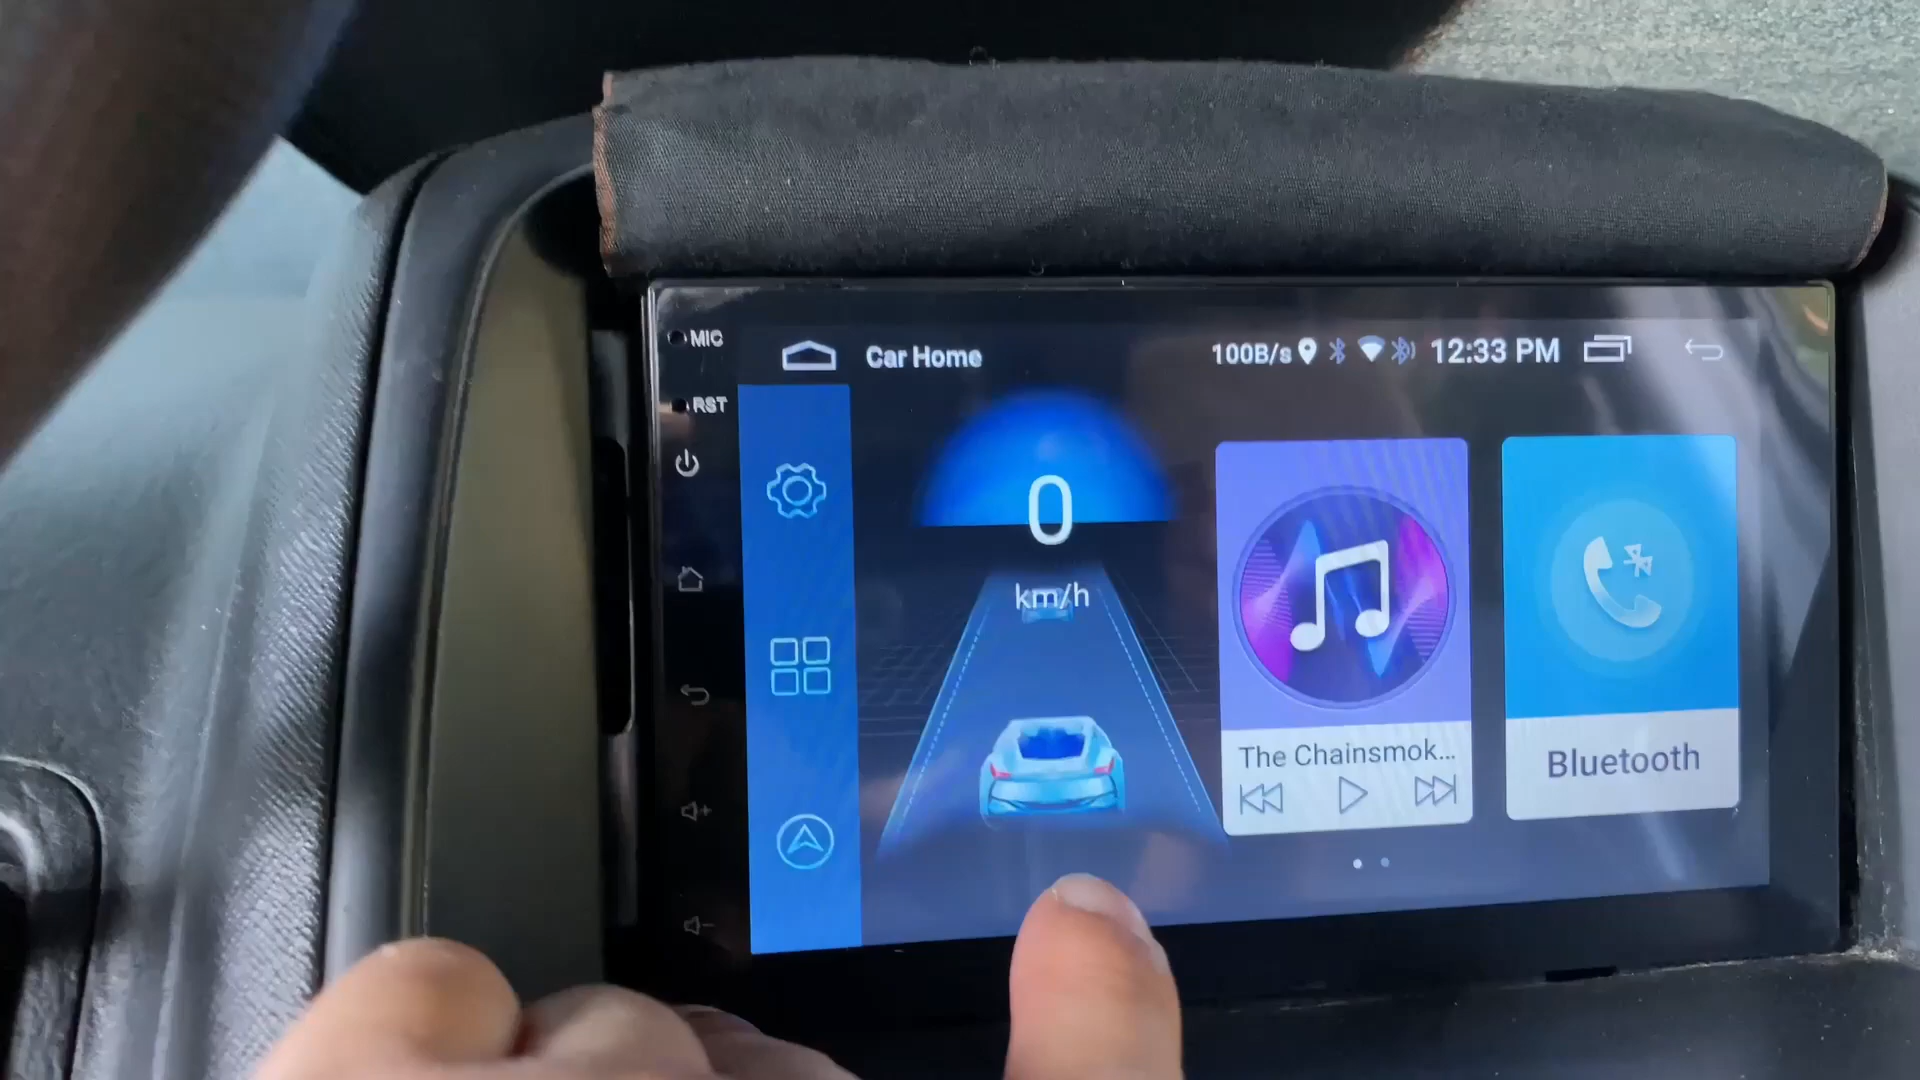 MIC
Car Home
100B/s
12:33 PM
RST
0
km/h
The Chainsmok...
Bluetooth